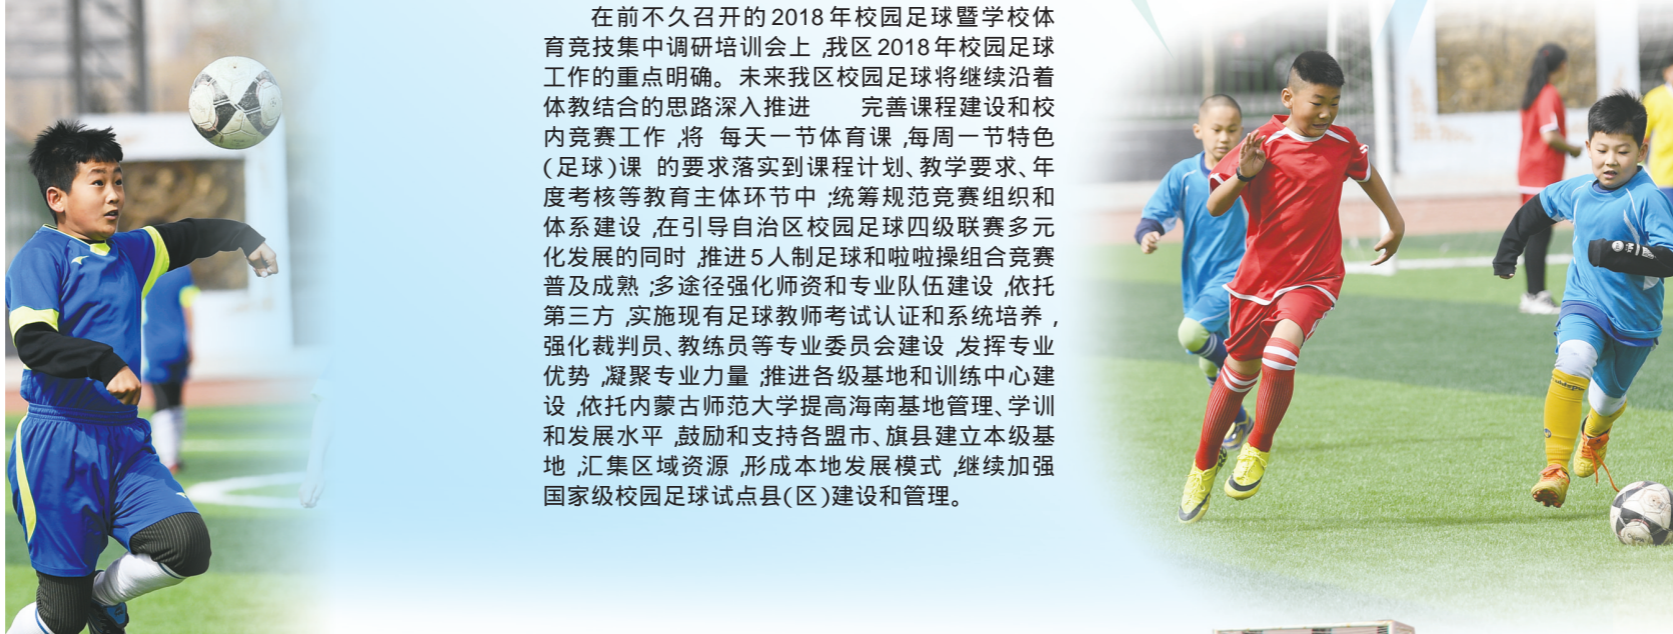 在前不久召开的2018年校园足球暨学校体
育竞技集中调研培训会上,我区2018年校园足球
工作的重点明确。未来我区校园足球将继续沿着
体教结合的思路深入推进  完善课程建设和校
内竞赛工作,将 每天一节体育课,每周一节特色
(足球)课 的要求落实到课程计划、教学要求、年
度考核等教育主体环节中;统筹规范竞赛组织和
体系建设,在引导自治区校园足球四级联赛多元
化发展的同时,推进5人制足球和啦啦操组合竞赛
普及成熟;多途径强化师资和专业队伍建设,依托
第三方,实施现有足球教师考试认证和系统培养,
强化裁判员、教练员等专业委员会建设,发挥专业
优势,凝聚专业力量;推进各级基地和训练中心建
设,依托内蒙古师范大学提高海南基地管理、学训
和发展水平,鼓励和支持各盟市、旗县建立本级基
地,汇集区域资源,形成本地发展模式,继续加强
国家级校园足球试点县(区)建设和管理。